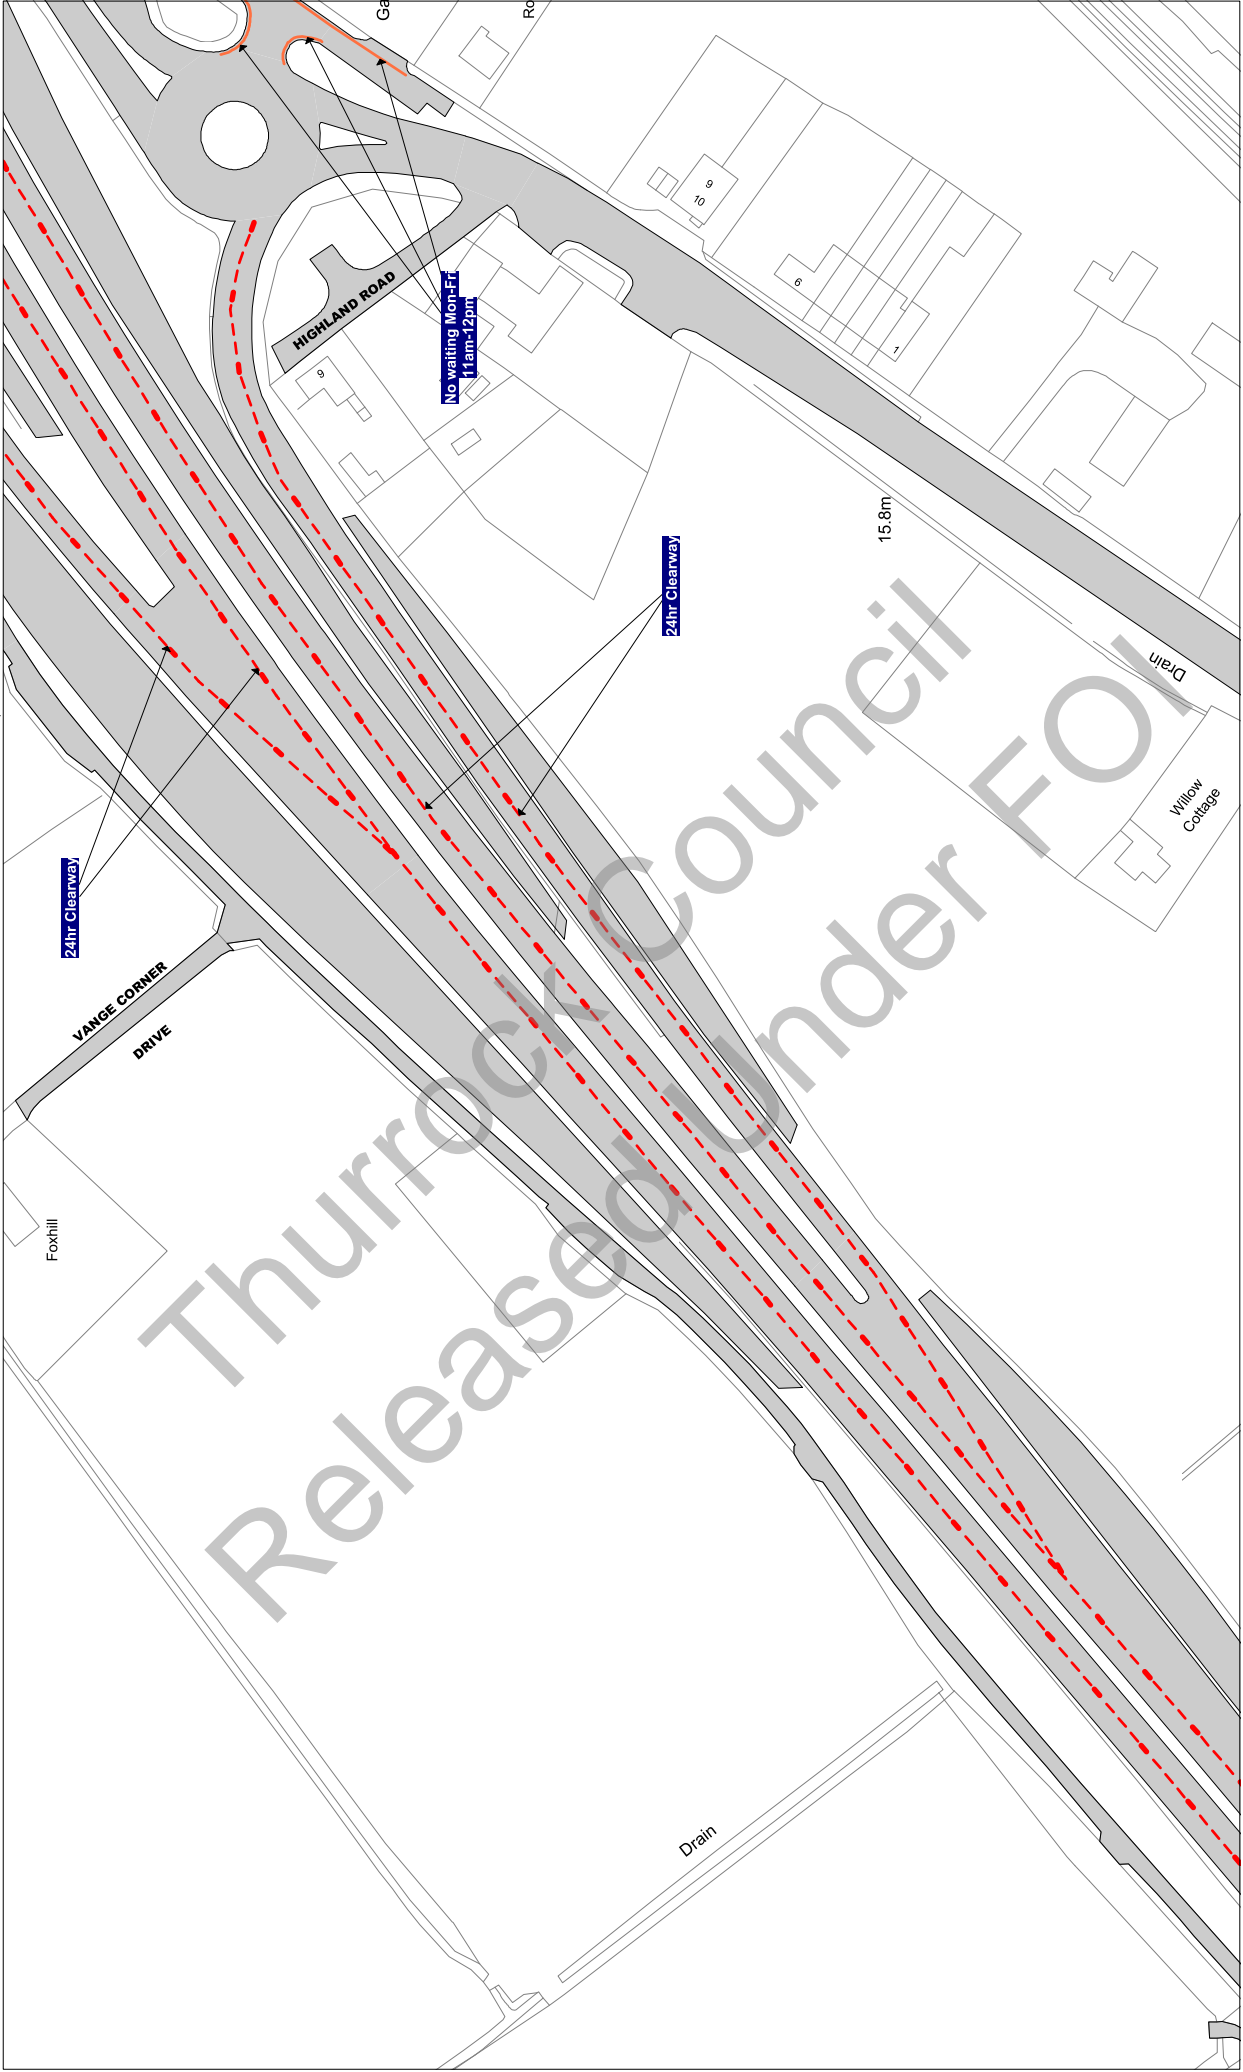 Ga
Ro
9
10
6
1
HIGHLAND ROAD
9
No waiting Mon-Fri
11am-12pm
15.8m
24hr Clearway
Drain
Willow
Cottage
24hr Clearway
VANGE CORNER
DRIVE
Foxhill
Thurrock Council
Released Under FOI
Drain